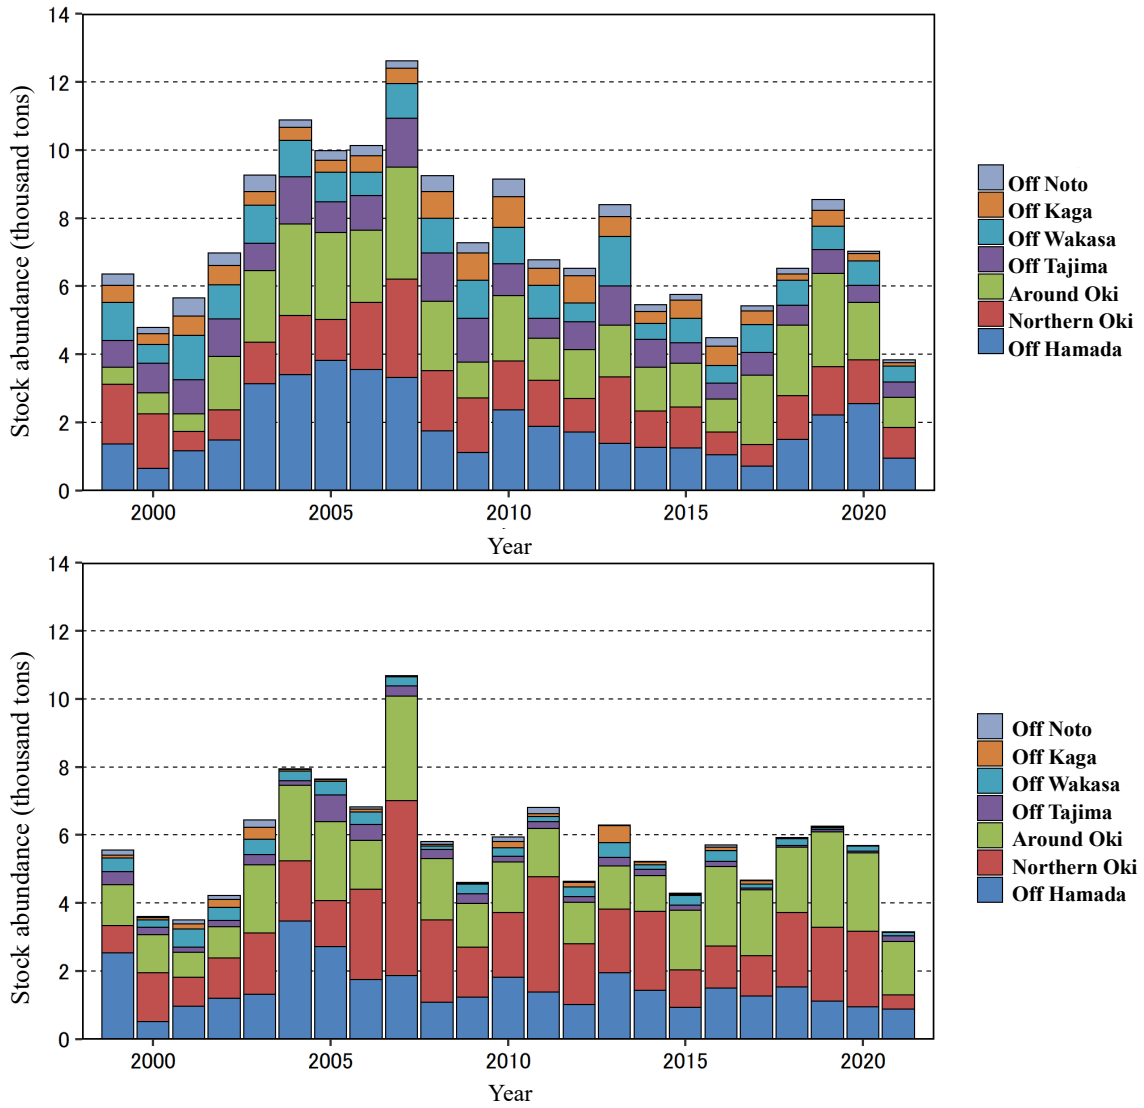 Stock abundance (thousand tons)
14
12
10
8
6
4
2
0
2000
2005
2010
2015
2020
Year
Off Noto
Off Kaga
Off Wakasa
Off Tajima
Around Oki
Northern Oki
Off Hamada
Stock abundance (thousand tons)
14
12
10
8
6
4
2
0
2000
2005
2010
2015
2020
Year
Off Noto
Off Kaga
Off Wakasa
Off Tajima
Around Oki
Northern Oki
Off Hamada